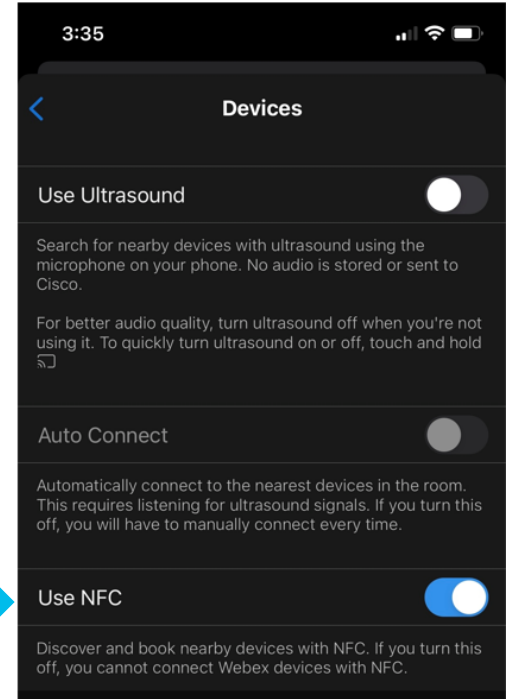 3:35
Devices
Use Ultrasound
Search for nearby devices with ultrasound using the
microphone on your phone. No audio is stored or sent to
Cisco.
For better audio quality, turn ultrasound off when you're not
using it. To quickly turn ultrasound on or off, touch and hold
Auto Connect
Automatically connect to the nearest devices in the room.
This requires listening for ultrasound signals. If you turn this
off, you will have to manually connect every time.
Use NFC
Discover and book nearby devices with NFC. If you turn this
off, you cannot connect Webex devices with NFC.